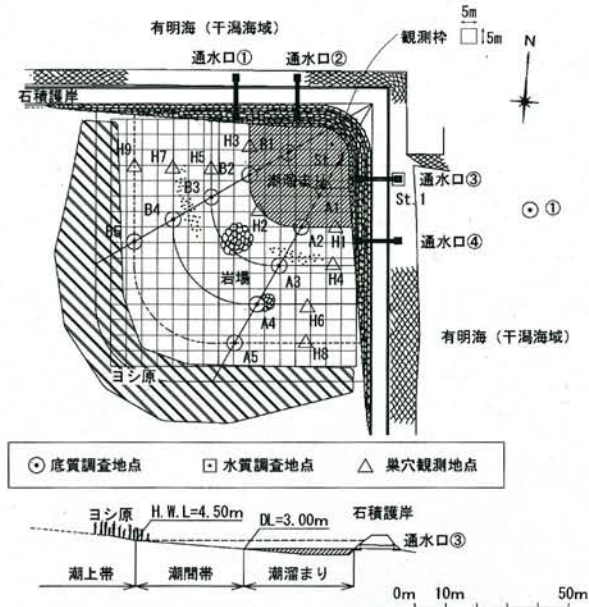 5m
有明海（干潟海域）
観測枠
5m
通水口①
通水口②
N
石積護岸
H3
B1
H9
H7
H5
B2
St.2
潮溜まり
通水口③
St.1
B3
A1
①
B4
H2
A2
H1
B5
通水口④
岩場
A3
H4
A4
H6
有明海（干潟海域）
A5
H8
ヨシ原
底質調査地点
水質調査地点
巣穴観測地点
ヨシ原
H.W.L=4.50m
DL=3.00m
石積護岸
通水口③
潮上帯
潮間帯
潮溜まり
0m 10m 50m